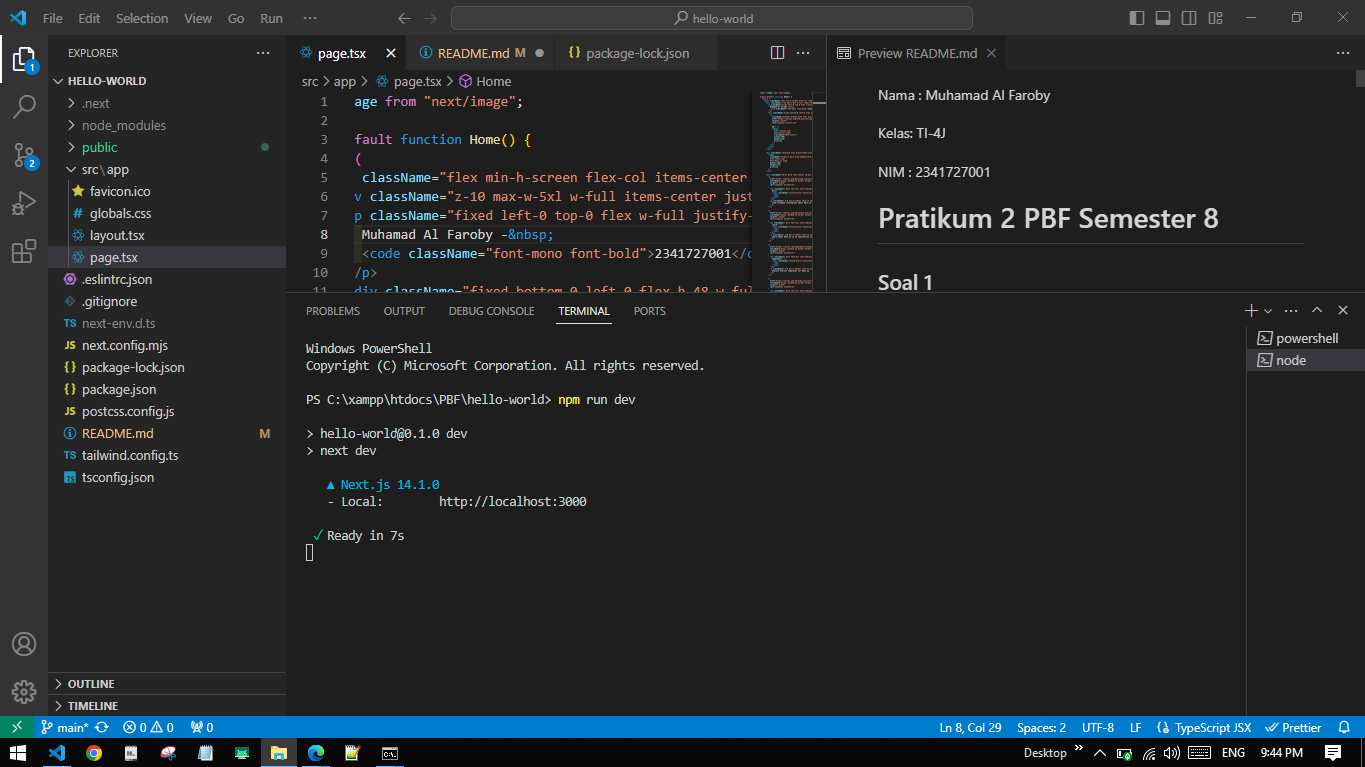 File Edit Selection View Go Run ··· hello-world
EXPLORER ···
HELLO-WORLD
.next
node_modules
public
src\app
favicon.ico
globals.css
layout.tsx
page.tsx
.eslintrc.json
.gitignore
next-env.d.ts
next.config.mjs
package-lock.json
package.json
postcss.config.js
README.md M
tailwind.config.ts
tsconfig.json
OUTLINE
TIMELINE
1
2
page.tsx README.md M package-lock.json
src > app > page.tsx > Home
1 age from "next/image";
2
3 fault function Home() {
4 (
5 className="flex min-h-screen flex-col items-center
6 v className="z-10 max-w-5xl w-full items-center just
7 p className="fixed left-0 top-0 flex w-full justify-
8 Muhamad Al Faroby -&nbsp;
9 <code className="font-mono font-bold">2341727001</c
10 /p>
11 div className="fixed bottom-0 left-0 flex h-48 w-ful
Preview README.md
Nama : Muhamad Al Faroby
Kelas: TI-4J
NIM : 2341727001
Pratikum 2 PBF Semester 8
Soal 1
PROBLEMS OUTPUT DEBUG CONSOLE TERMINAL PORTS
Windows PowerShell
Copyright (C) Microsoft Corporation. All rights reserved.
PS C:\xampp\htdocs\PBF\hello-world> npm run dev
> hello-world@0.1.0 dev
> next dev
▲ Next.js 14.1.0
- Local: http://localhost:3000
✓ Ready in 7s
powershell
node
main* 0 0 0 Ln 8, Col 29 Spaces: 2 UTF-8 LF TypeScript JSX Prettier
Desktop ENG 9:44 PM